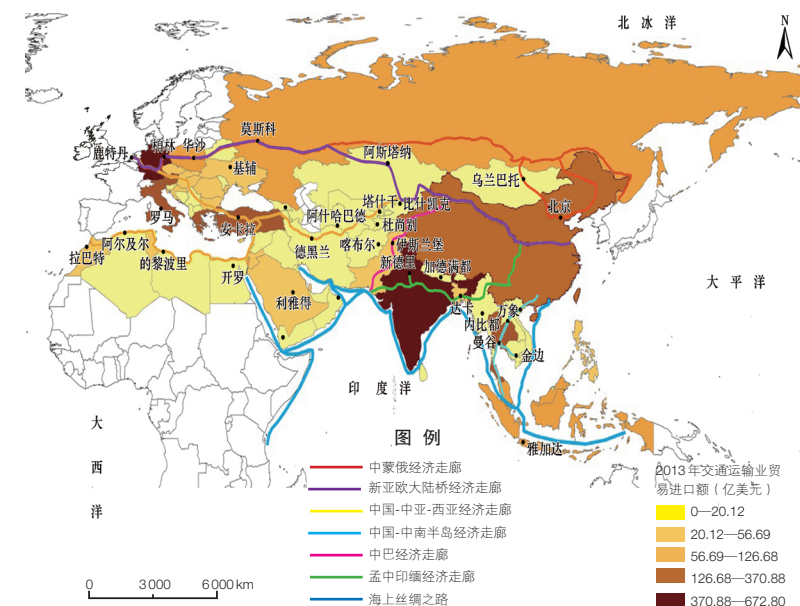 北 冰 洋
N
莫斯科
鹿特丹
柏林
华沙
阿斯塔纳
基辅
乌兰巴托
塔什干
比什凯克
北京
罗马
安卡拉
阿什哈巴德
杜尚别
阿尔及尔
喀布尔
伊斯兰堡
拉巴特
的黎波里
德黑兰
新德里
加德满都
开罗
大 平 洋
利雅得
达卡
万象
内比都
曼谷
金边
印 度 洋
大
西
洋
雅加达
图 例
中蒙俄经济走廊
新亚欧大陆桥经济走廊
中国-中亚-西亚经济走廊
中国-中南半岛经济走廊
中巴经济走廊
孟中印缅经济走廊
海上丝绸之路
2013年交通运输业贸
易进口额（亿美元）
0—20.12
20.12—56.69
56.69—126.68
126.68—370.88
370.88—672.80
0 3000 6000km